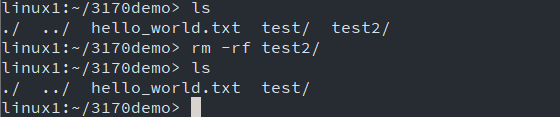 linux1:~/3170demo> ls
./  ../  hello_world.txt  test/  test2/
linux1:~/3170demo> rm -rf test2/
linux1:~/3170demo> ls
./  ../  hello_world.txt  test/
linux1:~/3170demo>